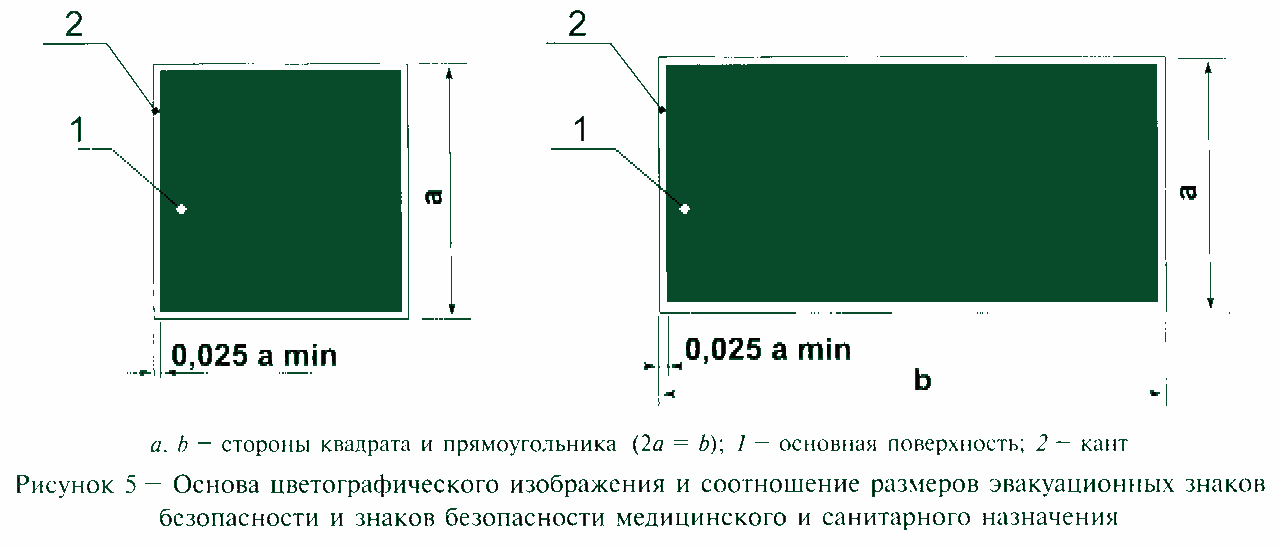 2
2
1
1
a
a
0,025 a min
0,025 a min
b
a, b – стороны квадрата и прямоугольника (2a = b); 1 – основная поверхность; 2 – кант
Рисунок 5 – Основа цветографического изображения и соотношение размеров эвакуационных знаков
безопасности и знаков безопасности медицинского и санитарного назначения